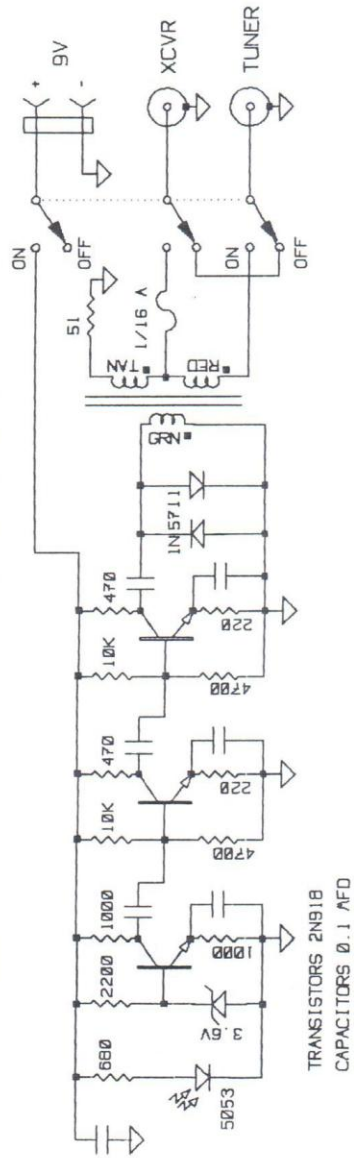 680
5053
2200
3.6V
1000
1000
10K
4700
470
220
10K
4700
470
220
1N5711
GRN
TAN
RED
51
1/16 A
ON
OFF
ON
OFF
+
9V
-
XCVR
TUNER
TRANSISTORS 2N918
CAPACITORS 0.1 MFD